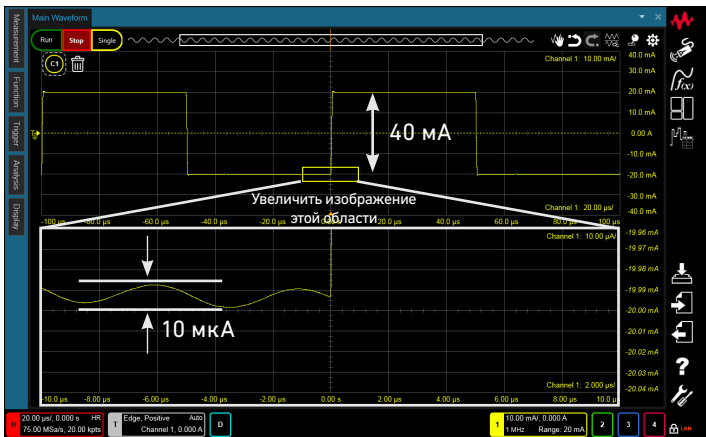 Main Waveform
Run Stop Single
C1
Channel 1: 10.00 mA/
40.0 mA
30.0 mA
20.0 mA
10.0 mA
0.00 A
-10.0 mA
-20.0 mA
-30.0 mA
-40.0 mA
Measurement
Function
Trigger
Analysis
Display
f(x)
40 мА
Увеличить изображение
этой области
Channel 1: 20.00 µs/
-100 µs -80.0 µs -60.0 µs -40.0 µs -20.0 µs 0.00 s 20.0 µs 40.0 µs 60.0 µs 80.0 µs 100 µs
Channel 1: 10.00 µA/
-19.96 mA
-19.97 mA
-19.98 mA
-19.99 mA
-20.00 mA
-20.01 mA
-20.02 mA
-20.03 mA
-20.04 mA
10 мкА
Channel 1: 2.000 µs/
-10.0 µs -8.00 µs -6.00 µs -4.00 µs -2.00 µs 0.00 s 2.00 µs 4.00 µs 6.00 µs 8.00 µs 10.0 µ
H 20.00 µs/, 0.000 s HR
75.00 MSa/s, 20.00 kpts
T Edge, Positive Auto
Channel 1, 0.000 A
D
1 10.00 mA/, 0.000 A
1 MHz Range: 20 mA
2 3 4
LAN